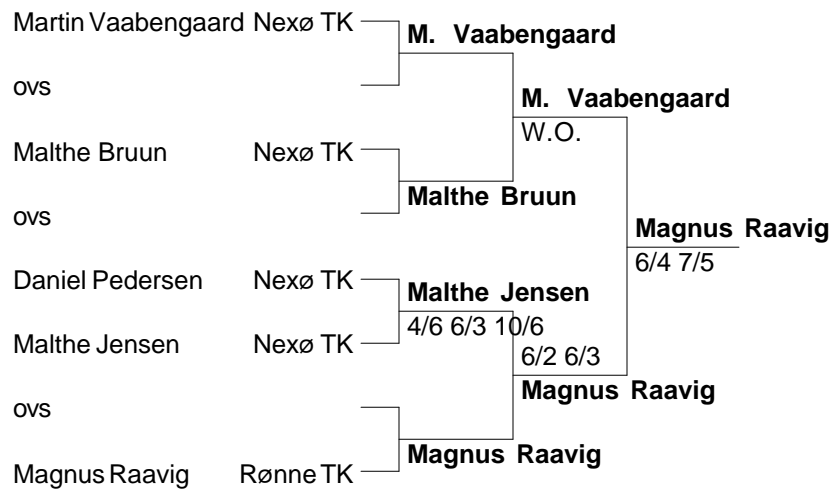 Martin Vaabengaard Nexø TK
M. Vaabengaard
ovs
M. Vaabengaard
W.O.
Malthe Bruun Nexø TK
Malthe Bruun
ovs
Magnus Raavig
6/4 7/5
Daniel Pedersen Nexø TK
Malthe Jensen
4/6 6/3 10/6
Malthe Jensen Nexø TK
6/2 6/3
Magnus Raavig
ovs
Magnus Raavig
Magnus Raavig Rønne TK